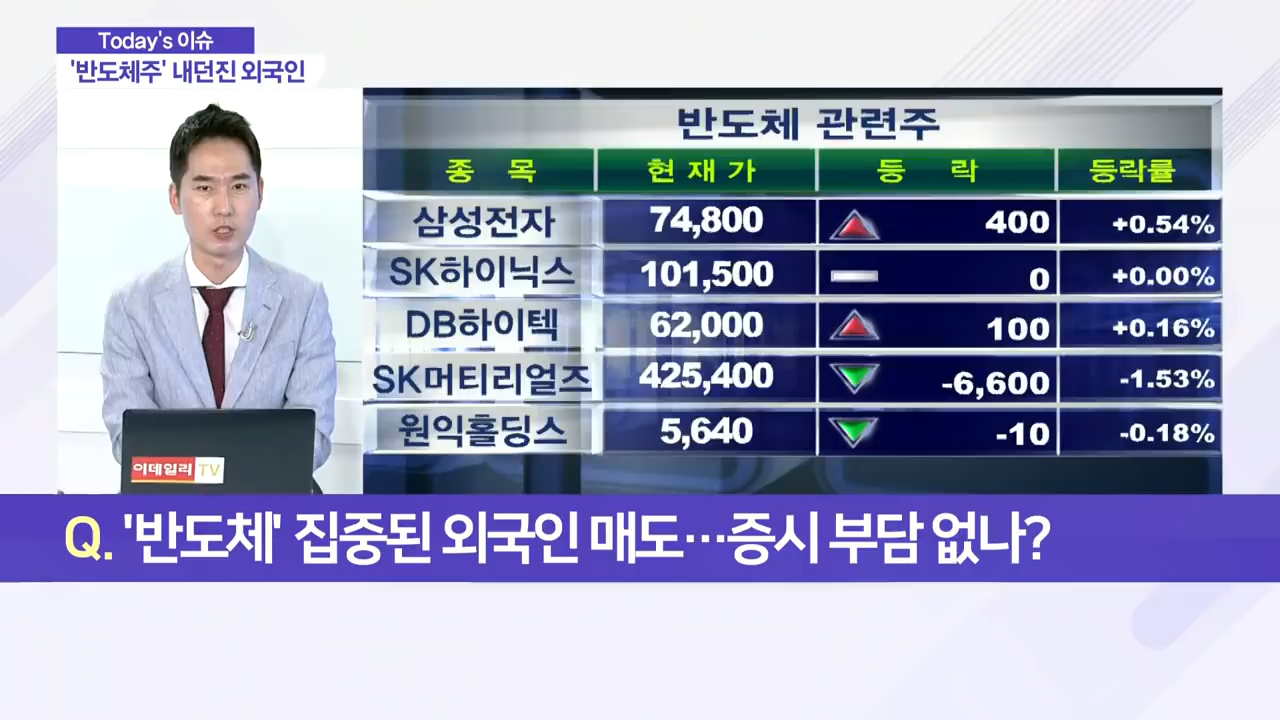 Today's 이슈
'반도체주' 내던진 외국인
반도체 관련주
종 목 현재가 등 락 등락률
삼성전자 74,800 400 +0.54%
SK하이닉스 101,500 0 +0.00%
DB하이텍 62,000 100 +0.16%
SK머티리얼즈 425,400 -6,600 -1.53%
원익홀딩스 5,640 -10 -0.18%
이데일리 TV
Q. '반도체' 집중된 외국인 매도…증시 부담 없나?